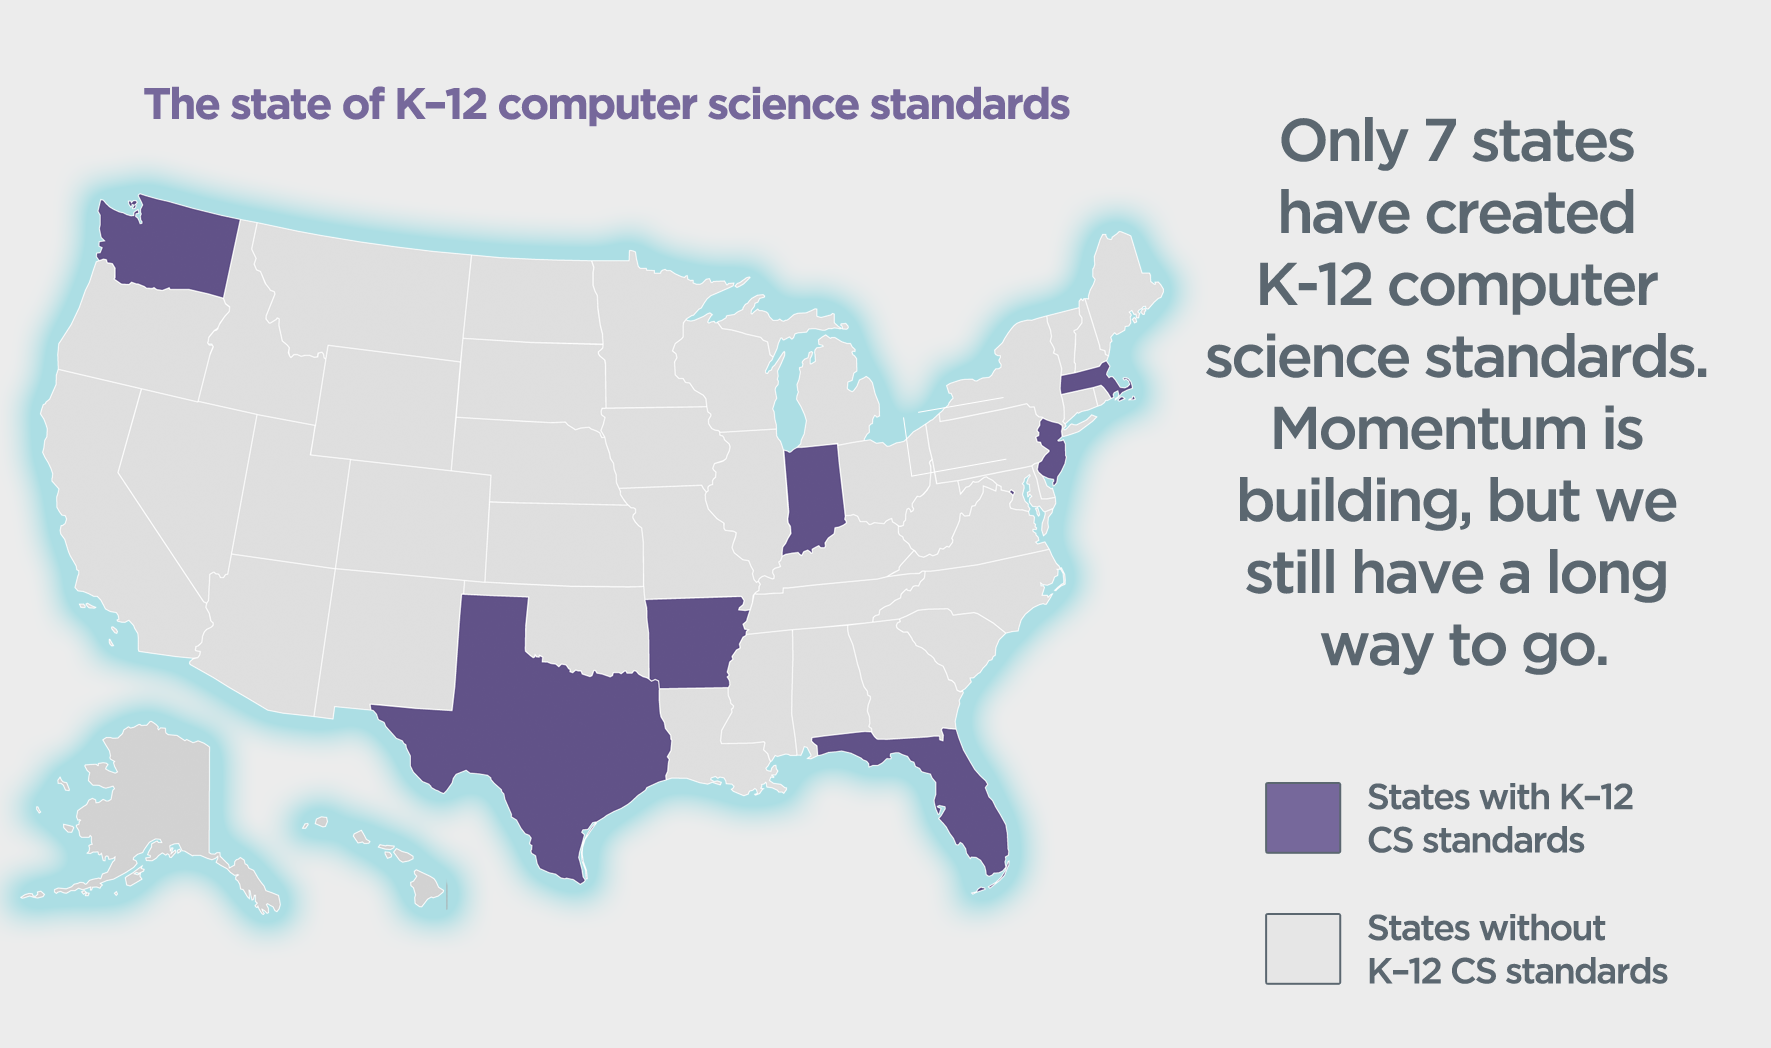 The state of K–12 computer science standards
Only 7 states
have created
K-12 computer
science standards.
Momentum is
building, but we
still have a long
way to go.
States with K–12
CS standards
States without
K–12 CS standards